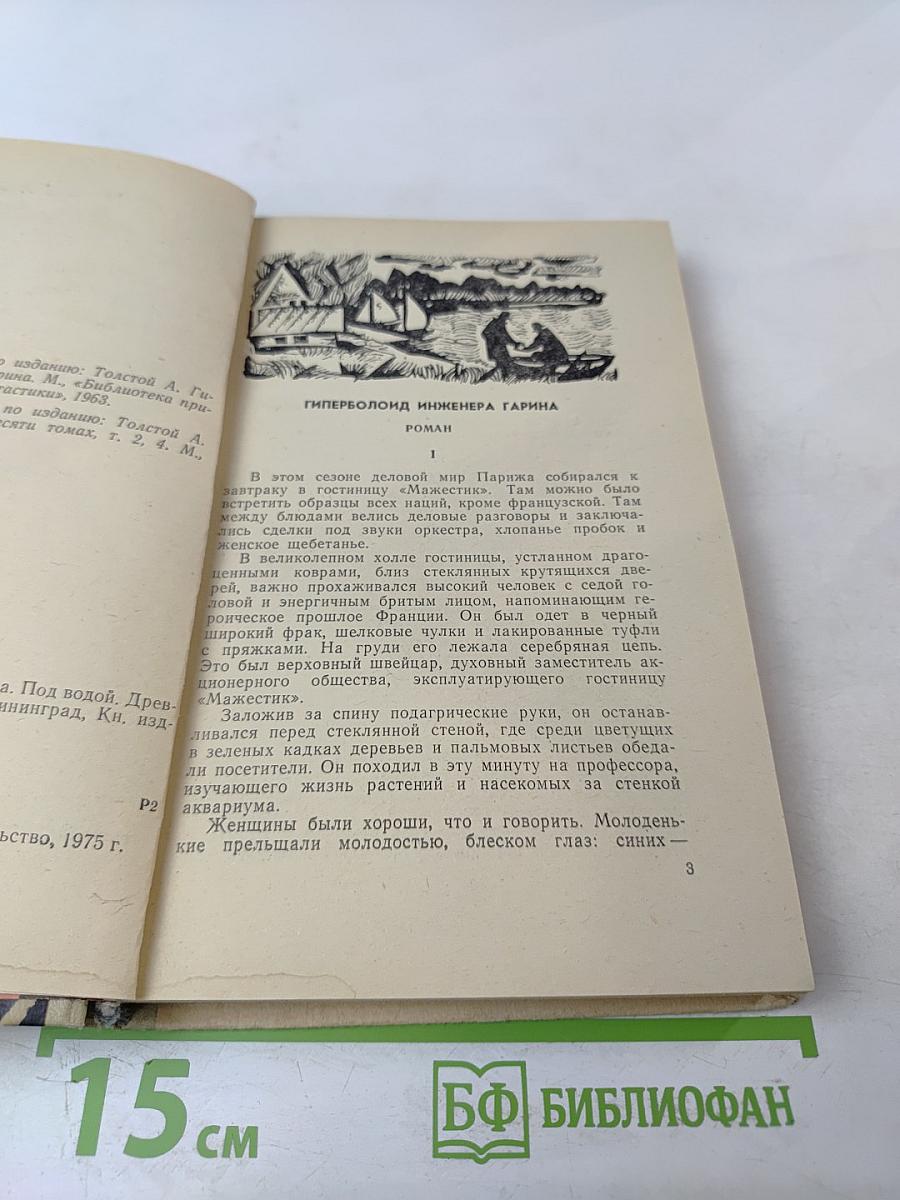 о изданию: Толстой А. Ги-
рина. М., «Библиотека при-
тастики», 1963.
по изданию: Толстой А.
есяти томах, т. 2, 4. М.,
а. Под водой. Древ-
ининград, Кн. изд-
Р2
ьство, 1975 г.
ГИПЕРБОЛОИД ИНЖЕНЕРА ГАРИНА
РОМАН
I
В этом сезоне деловой мир Парижа собирался к
завтраку в гостиницу «Мажестик». Там можно было
встретить образцы всех наций, кроме французской. Там
между блюдами велись деловые разговоры и заключа-
лись сделки под звуки оркестра, хлопанье пробок и
женское щебетанье.
В великолепном холле гостиницы, устланном драго-
ценными коврами, близ стеклянных крутящихся две-
рей, важно прохаживался высокий человек с седой го-
ловой и энергичным бритым лицом, напоминающим ге-
роическое прошлое Франции. Он был одет в черный
широкий фрак, шелковые чулки и лакированные туфли
с пряжками. На груди его лежала серебряная цепь.
Это был верховный швейцар, духовный заместитель ак-
ционерного общества, эксплуатирующего гостиницу
«Мажестик».
Заложив за спину подагрические руки, он останав-
ливался перед стеклянной стеной, где среди цветущих
в зеленых кадках деревьев и пальмовых листьев обеда-
ли посетители. Он походил в эту минуту на профессора,
изучающего жизнь растений и насекомых за стенкой
аквариума.
Женщины были хороши, что и говорить. Молодень-
кие прельщали молодостью, блеском глаз: синих —
3
15 см
БФ БИБЛИОФАН